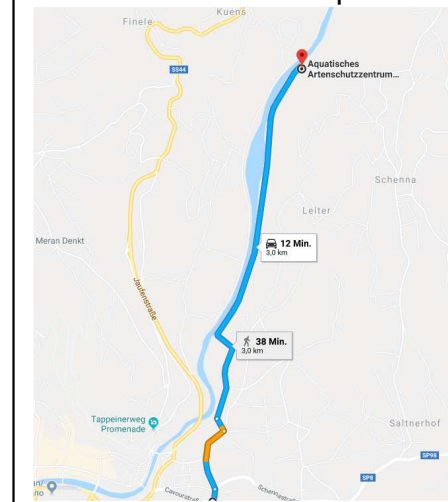 Kuens
Finele
SS44
Aquatisches
Artenschutzzentrum...
Schenna
Leiter
Meran Denkt
12 Min.
3,0 km
Jaufenstraße
38 Min.
3,0 km
Tappeinerweg
Promenade
Saltnerhof
SP98
SP8